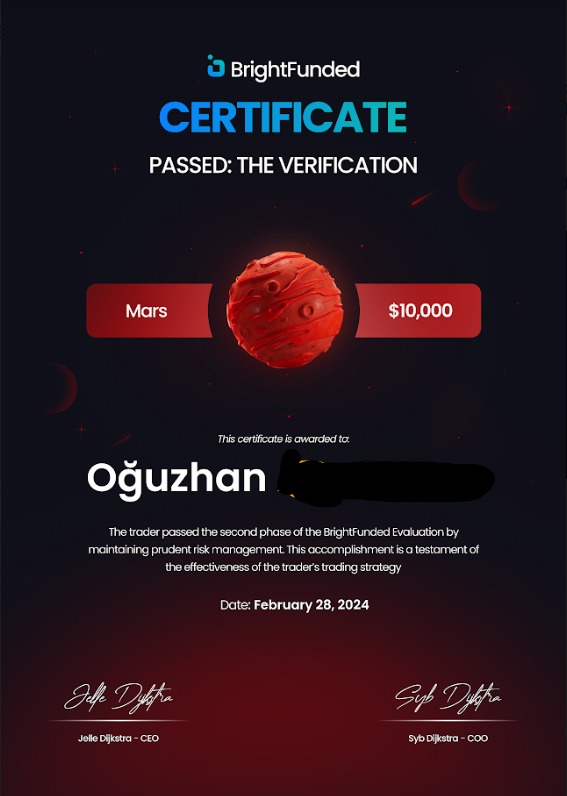 BrightFunded
CERTIFICATE
PASSED: THE VERIFICATION
Mars
$10,000
This certificate is awarded to:
Oğuzhan
The trader passed the second phase of the BrightFunded Evaluation by
maintaining prudent risk management. This accomplishment is a testament of
the effectiveness of the trader's trading strategy
Date: February 28, 2024
Jelle Dijkstra
Syb Dijkstra
Jelle Dijkstra - CEO
Syb Dijkstra - COO